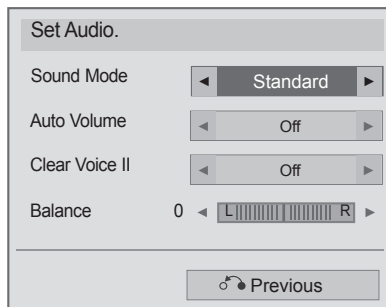 Set Audio.
Sound Mode ◄ Standard ►
Auto Volume ◄ Off ►
Clear Voice II ◄ Off ►
Balance 0 ◄ L R ►
Previous